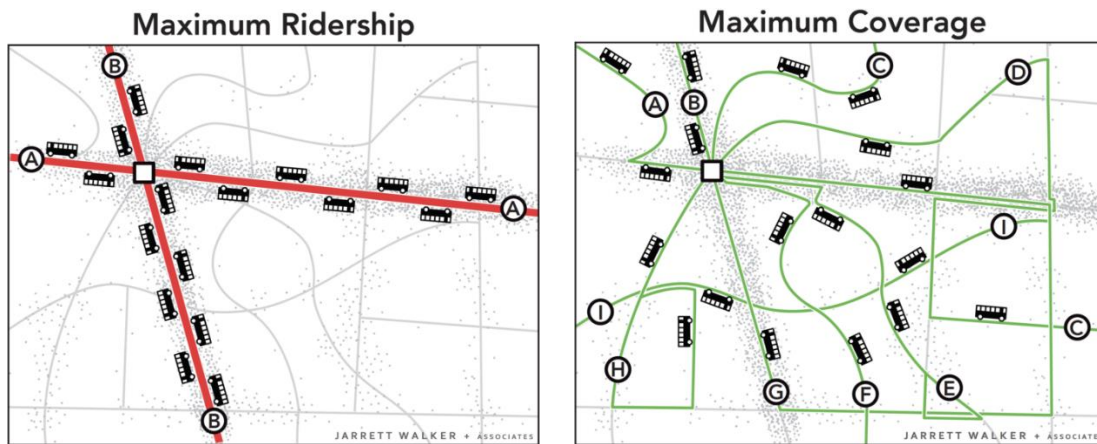 Maximum Ridership
B
A
A
B
JARRETT WALKER + ASSOCIATES
Maximum Coverage
C
D
A
B
I
I
C
H
G
F
E
JARRETT WALKER + ASSOCIATES